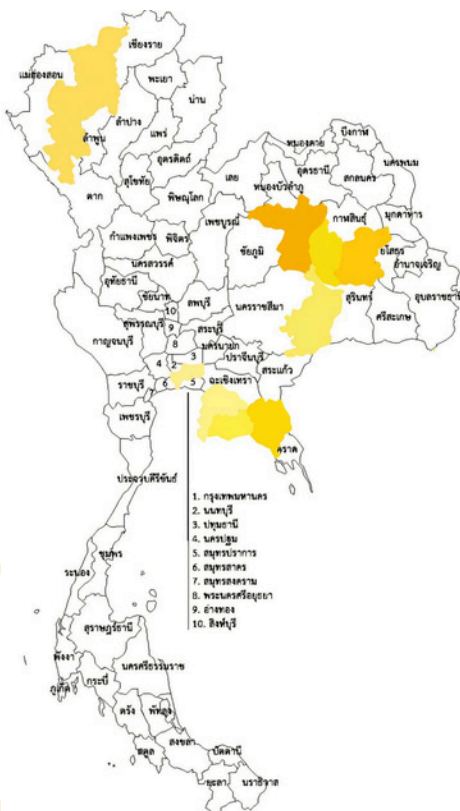 เชียงราย
แม่ฮ่องสอน
พะเยา
น่าน
ลำปาง
ลำพูน
แพร่
อุตรดิตถ์
ตาก
สุโขทัย
พิษณุโลก
เลย
หนองคาย
บึงกาฬ
อุดรธานี
นครพนม
หนองบัวลำภู
สกลนคร
เพชรบูรณ์
กาฬสินธุ์
มุกดาหาร
กำแพงเพชร
พิจิตร
ชัยภูมิ
ยโสธร
อำนาจเจริญ
นครสวรรค์
อุทัยธานี
ชัยนาท
ลพบุรี
นครราชสีมา
สุรินทร์
อุบลราชธานี
ศรีสะเกษ
10
สุพรรณบุรี
9
สระบุรี
กาญจนบุรี
8
นครนายก
ปราจีนบุรี
3
4
2
สระแก้ว
ราชบุรี
6
5
ฉะเชิงเทรา
เพชรบุรี
ตราด
ประจวบคีรีขันธ์
1. กรุงเทพมหานคร
2. นนทบุรี
3. ปทุมธานี
4. นครปฐม
5. สมุทรปราการ
6. สมุทรสาคร
7. สมุทรสงคราม
8. พระนครศรีอยุธยา
9. อ่างทอง
10. สิงห์บุรี
ชุมพร
ระนอง
สุราษฎร์ธานี
พังงา
นครศรีธรรมราช
ภูเก็ต
กระบี่
ตรัง
พัทลุง
สงขลา
สตูล
ปัตตานี
ยะลา
นราธิวาส